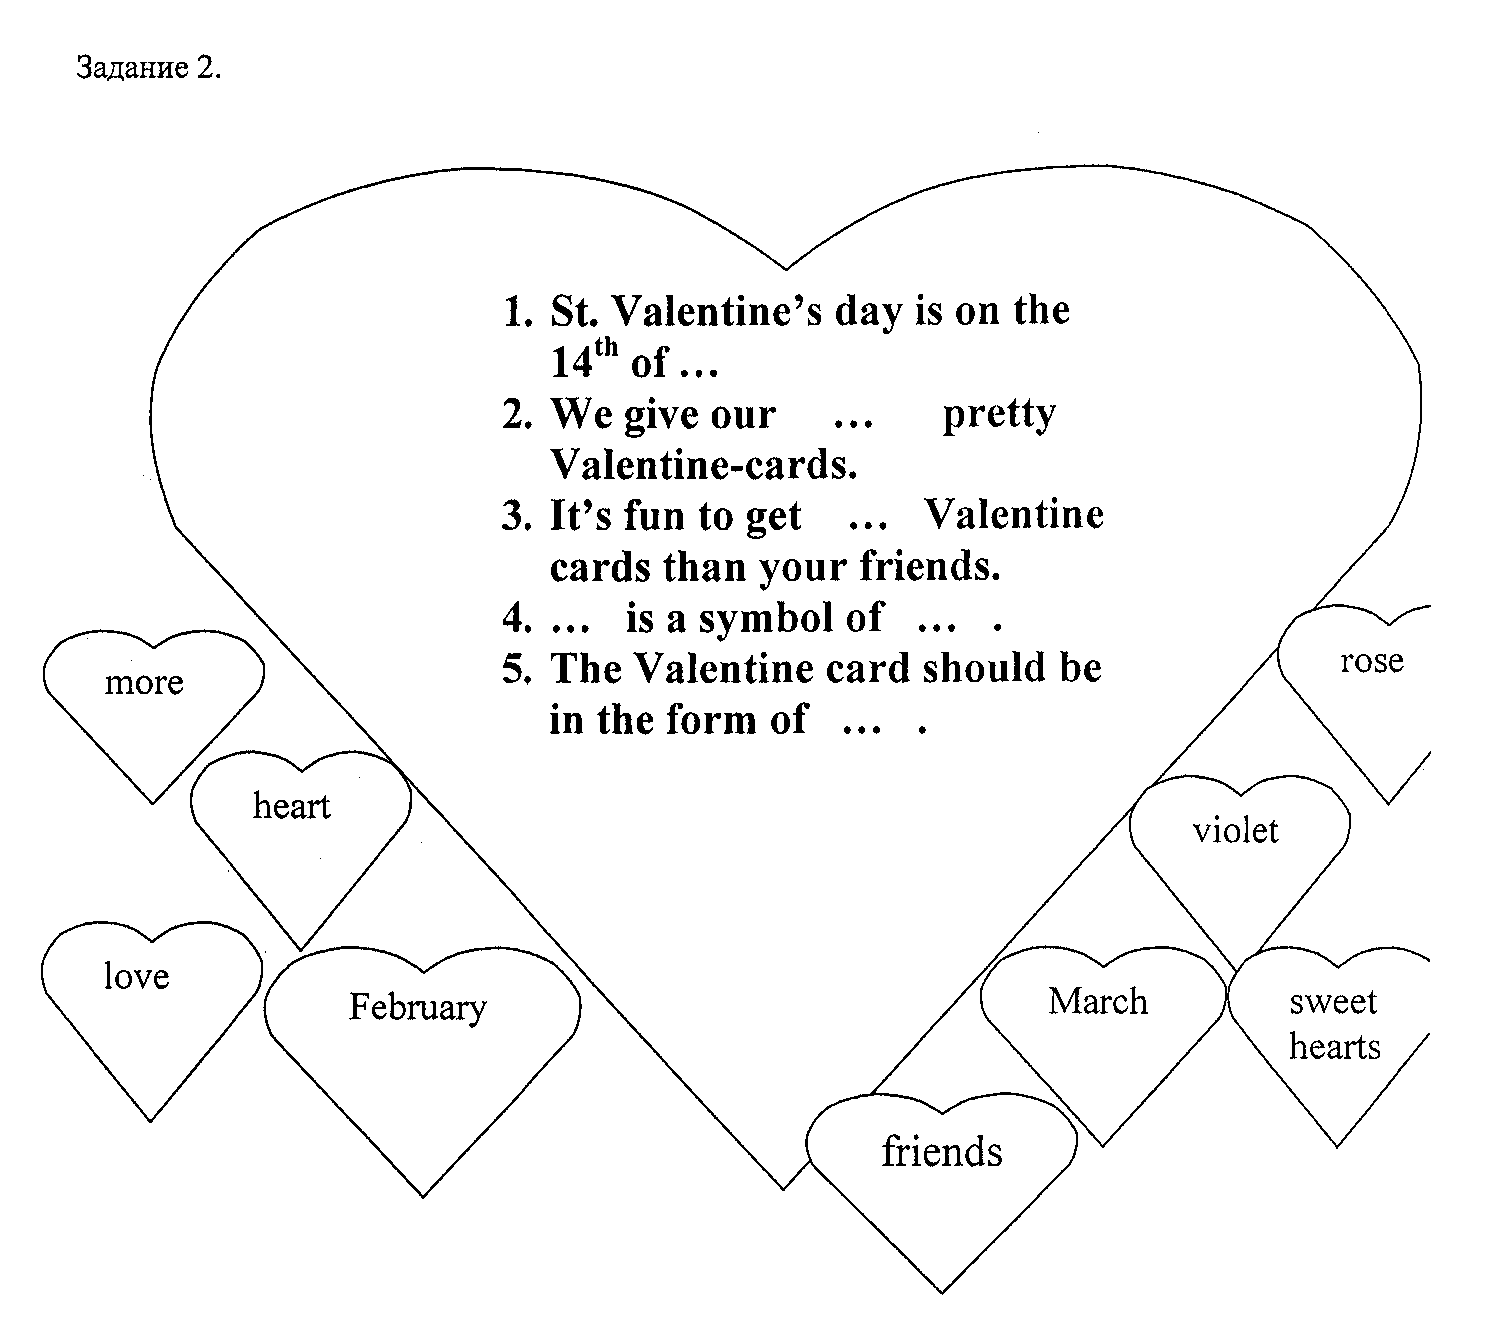 Задание 2.
1. St. Valentine's day is on the
14th of ...
2. We give our ... pretty
Valentine-cards.
3. It's fun to get ... Valentine
cards than your friends.
4. ... is a symbol of ... .
5. The Valentine card should be
in the form of ... .
more
rose
heart
violet
love
February
March
sweet
hearts
friends